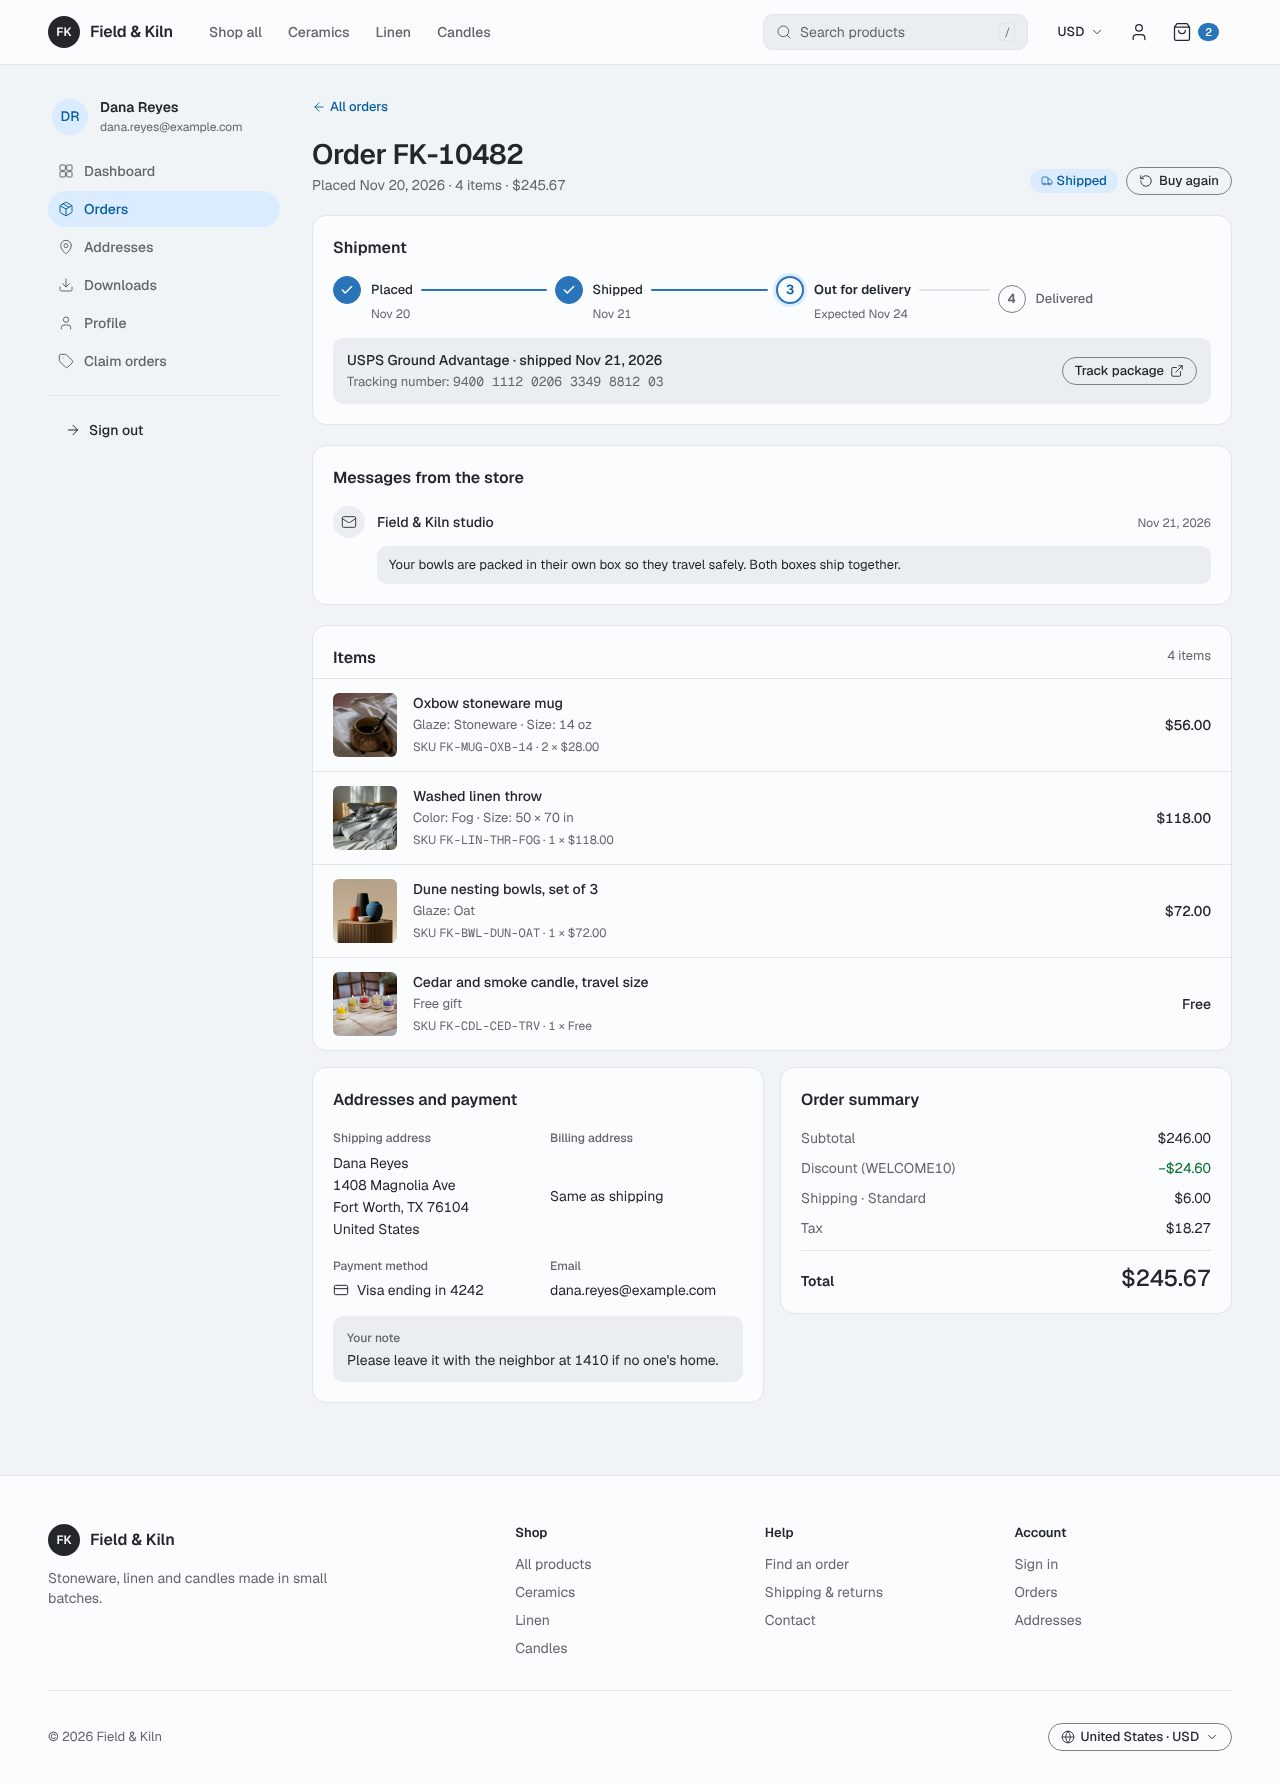 FK Field & Kiln Shop all Ceramics Linen Candles Search products / USD 2
DR Dana Reyes
dana.reyes@example.com
Dashboard
Orders
Addresses
Downloads
Profile
Claim orders
Sign out
All orders
Order FK-10482
Placed Nov 20, 2026 · 4 items · $245.67
Shipped Buy again
Shipment
Placed
Nov 20
Shipped
Nov 21
3 Out for delivery
Expected Nov 24
4 Delivered
USPS Ground Advantage · shipped Nov 21, 2026
Tracking number: 9400 1112 0206 3349 8812 03
Track package
Messages from the store
Field & Kiln studio Nov 21, 2026
Your bowls are packed in their own box so they travel safely. Both boxes ship together.
Items 4 items
Oxbow stoneware mug
Glaze: Stoneware · Size: 14 oz
SKU FK-MUG-OXB-14 · 2 × $28.00
$56.00
Washed linen throw
Color: Fog · Size: 50 × 70 in
SKU FK-LIN-THR-FOG · 1 × $118.00
$118.00
Dune nesting bowls, set of 3
Glaze: Oat
SKU FK-BWL-DUN-OAT · 1 × $72.00
$72.00
Cedar and smoke candle, travel size
Free gift
SKU FK-CDL-CED-TRV · 1 × Free
Free
Addresses and payment
Shipping address
Dana Reyes
1408 Magnolia Ave
Fort Worth, TX 76104
United States
Billing address
Same as shipping
Payment method
Visa ending in 4242
Email
dana.reyes@example.com
Your note
Please leave it with the neighbor at 1410 if no one's home.
Order summary
Subtotal $246.00
Discount (WELCOME10) −$24.60
Shipping · Standard $6.00
Tax $18.27
Total $245.67
FK Field & Kiln
Stoneware, linen and candles made in small
batches.
Shop
All products
Ceramics
Linen
Candles
Help
Find an order
Shipping & returns
Contact
Account
Sign in
Orders
Addresses
© 2026 Field & Kiln
United States · USD